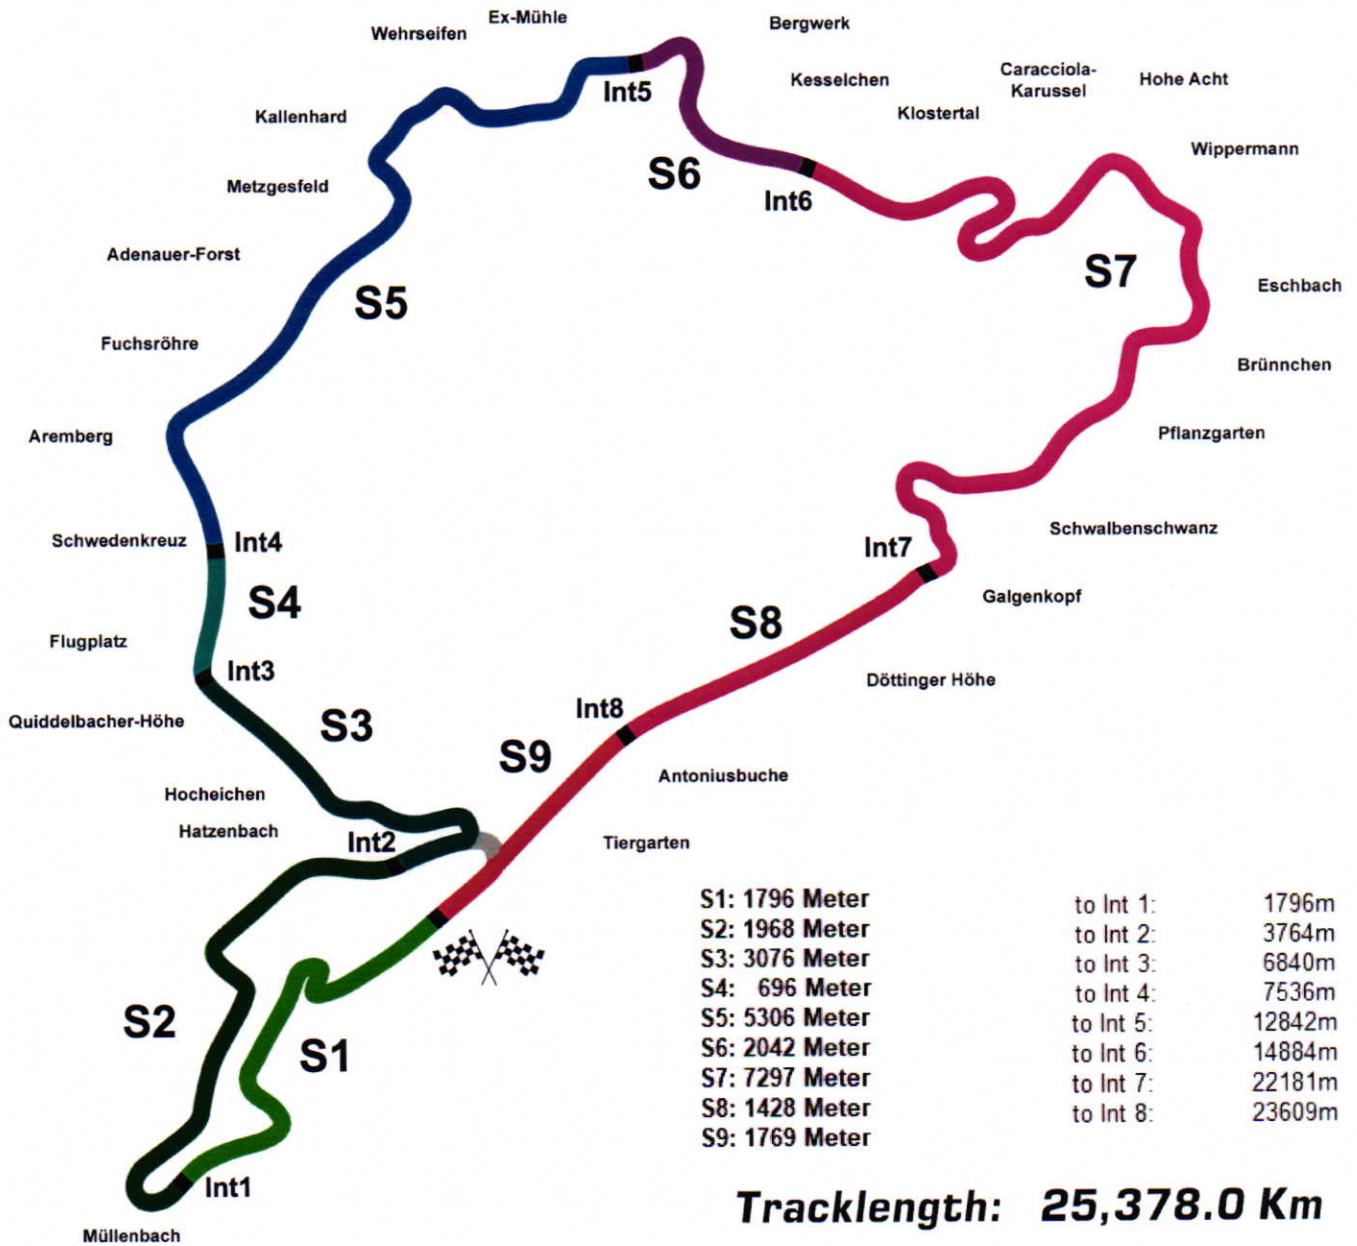 Ex-Mühle
Wehrseifen
Bergwerk
Int5
Kesselchen
Caracciola-
Karussel
Hohe Acht
Kallenhard
Klostertal
Wippermann
S6
Int6
Metzgesfeld
Adenauer-Forst
S5
S7
Eschbach
Fuchsröhre
Brünnchen
Aremberg
Pflanzgarten
Schwedenkreuz
Int4
Int7
Schwalbenschwanz
S4
Galgenkopf
Flugplatz
Int3
S8
Döttinger Höhe
Quiddelbacher-Höhe
S3
Int8
S9
Antoniusbuche
Hocheichen
Hatzenbach
Int2
Tiergarten
S1: 1796 Meter to Int 1: 1796m
S2: 1968 Meter to Int 2: 3764m
S3: 3076 Meter to Int 3: 6840m
S4: 696 Meter to Int 4: 7536m
S5: 5306 Meter to Int 5: 12842m
S6: 2042 Meter to Int 6: 14884m
S7: 7297 Meter to Int 7: 22181m
S8: 1428 Meter to Int 8: 23609m
S9: 1769 Meter
S2
S1
Int1
Müllenbach
Tracklength: 25,378.0 Km